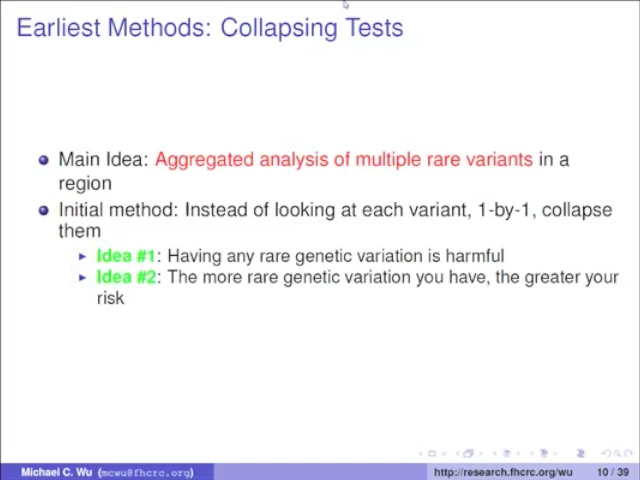 Earliest Methods: Collapsing Tests
Main Idea: Aggregated analysis of multiple rare variants in a
region
Initial method: Instead of looking at each variant, 1-by-1, collapse
them
Idea #1: Having any rare genetic variation is harmful
Idea #2: The more rare genetic variation you have, the greater your
risk
Michael C. Wu (mcwu@fhcrc.org) http://research.fhcrc.org/wu 10 / 39